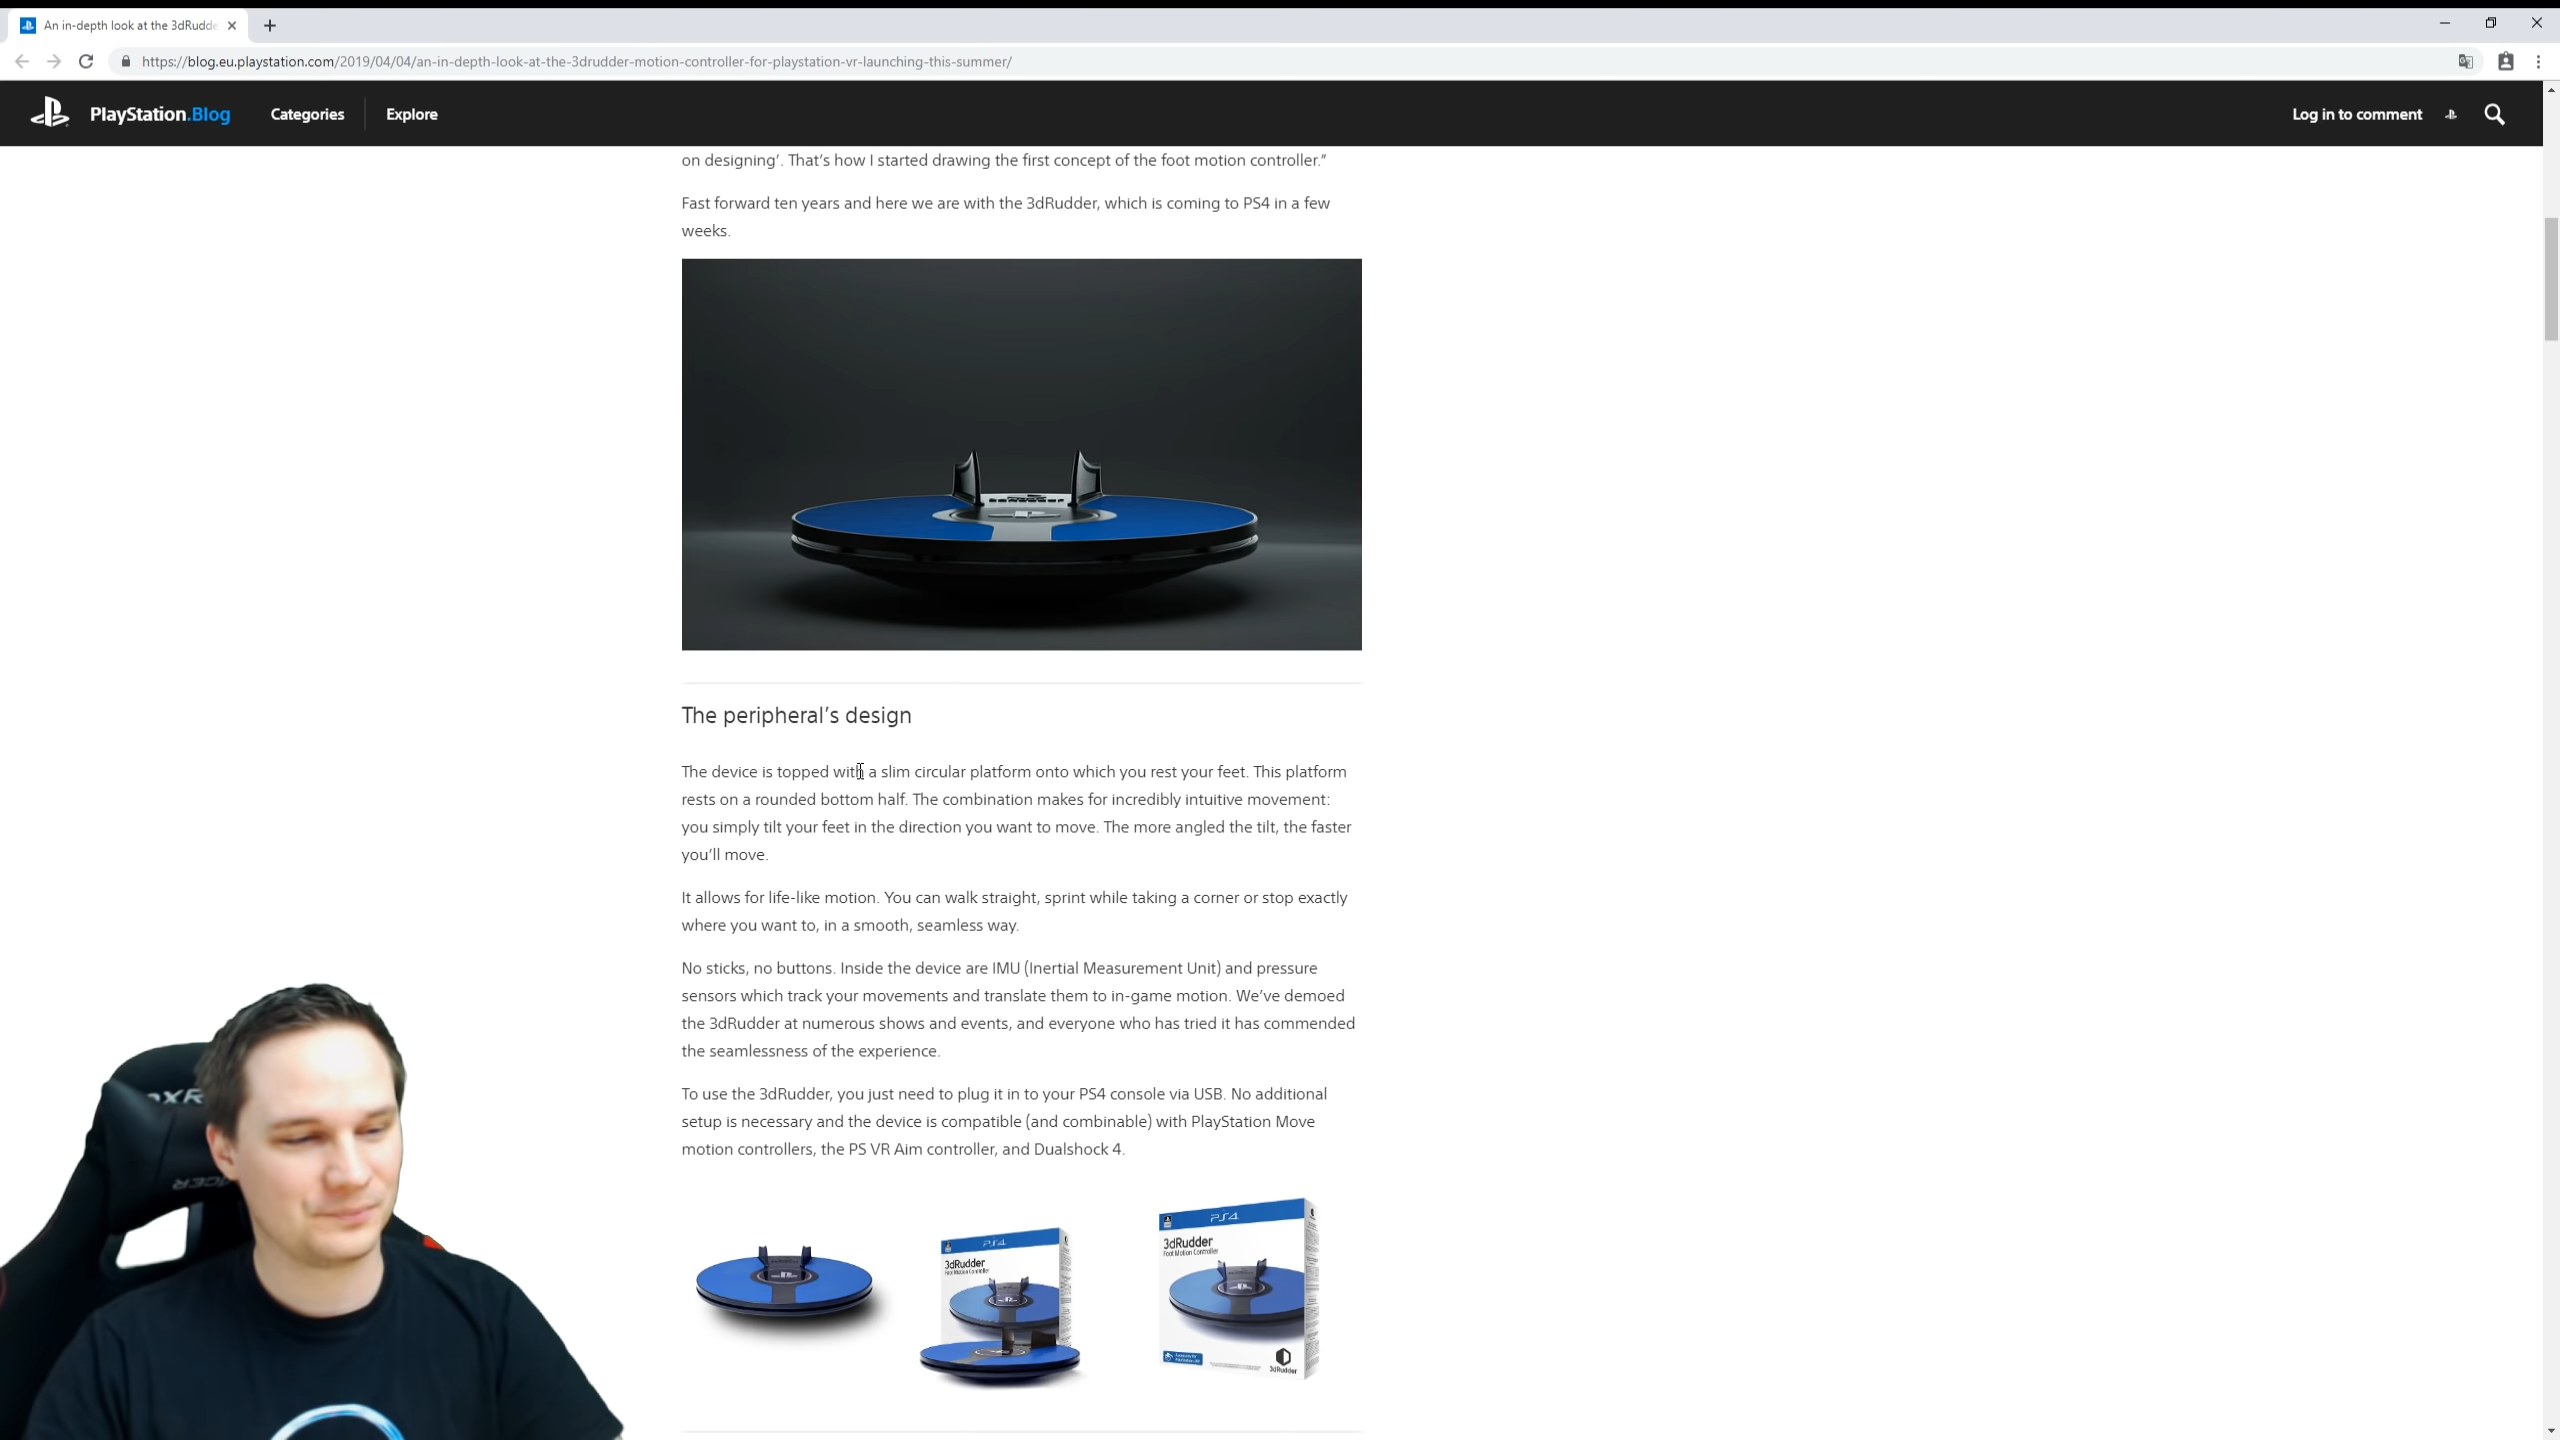 An in-depth look at the 3dRudde
https://blog.eu.playstation.com/2019/04/04/an-in-depth-look-at-the-3drudder-motion-controller-for-playstation-vr-launching-this-summer/
PlayStation.Blog Categories Explore Log in to comment
on designing’. That’s how I started drawing the first concept of the foot motion controller.”
Fast forward ten years and here we are with the 3dRudder, which is coming to PS4 in a few
weeks.
The peripheral’s design
The device is topped with a slim circular platform onto which you rest your feet. This platform
rests on a rounded bottom half. The combination makes for incredibly intuitive movement:
you simply tilt your feet in the direction you want to move. The more angled the tilt, the faster
you’ll move.
It allows for life-like motion. You can walk straight, sprint while taking a corner or stop exactly
where you want to, in a smooth, seamless way.
No sticks, no buttons. Inside the device are IMU (Inertial Measurement Unit) and pressure
sensors which track your movements and translate them to in-game motion. We’ve demoed
the 3dRudder at numerous shows and events, and everyone who has tried it has commended
the seamlessness of the experience.
To use the 3dRudder, you just need to plug it in to your PS4 console via USB. No additional
setup is necessary and the device is compatible (and combinable) with PlayStation Move
motion controllers, the PS VR Aim controller, and Dualshock 4.
PS4
3dRudder
Foot Motion Controller
PS4
3dRudder
Foot Motion Controller
3dRudder